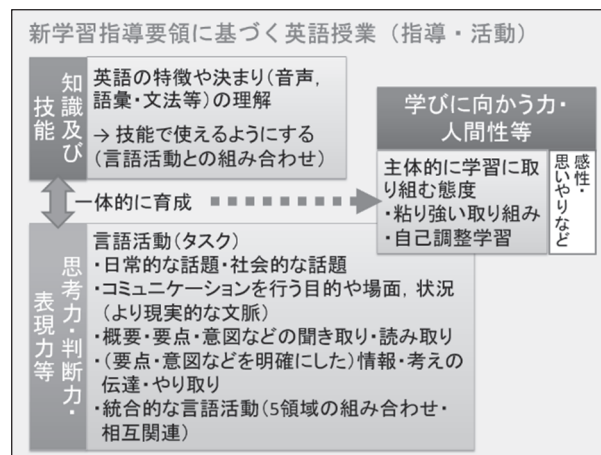 新学習指導要領に基づく英語授業（指導・活動）
知識及び
技能
英語の特徴や決まり（音声，
語彙・文法等）の理解
→ 技能で使えるようにする
（言語活動との組み合わせ）
一体的に育成
学びに向かう力・
人間性等
主体的に学習に取
り組む態度
・粘り強い取り組み
・自己調整学習
感性・
思いやりなど
思考力・判断力・
表現力等
言語活動（タスク）
・日常的な話題・社会的な話題
・コミュニケーションを行う目的や場面，状況
（より現実的な文脈）
・概要・要点・意図などの聞き取り・読み取り
・（要点・意図などを明確にした）情報・考えの
伝達・やり取り
・統合的な言語活動（5領域の組み合わせ・
相互関連）